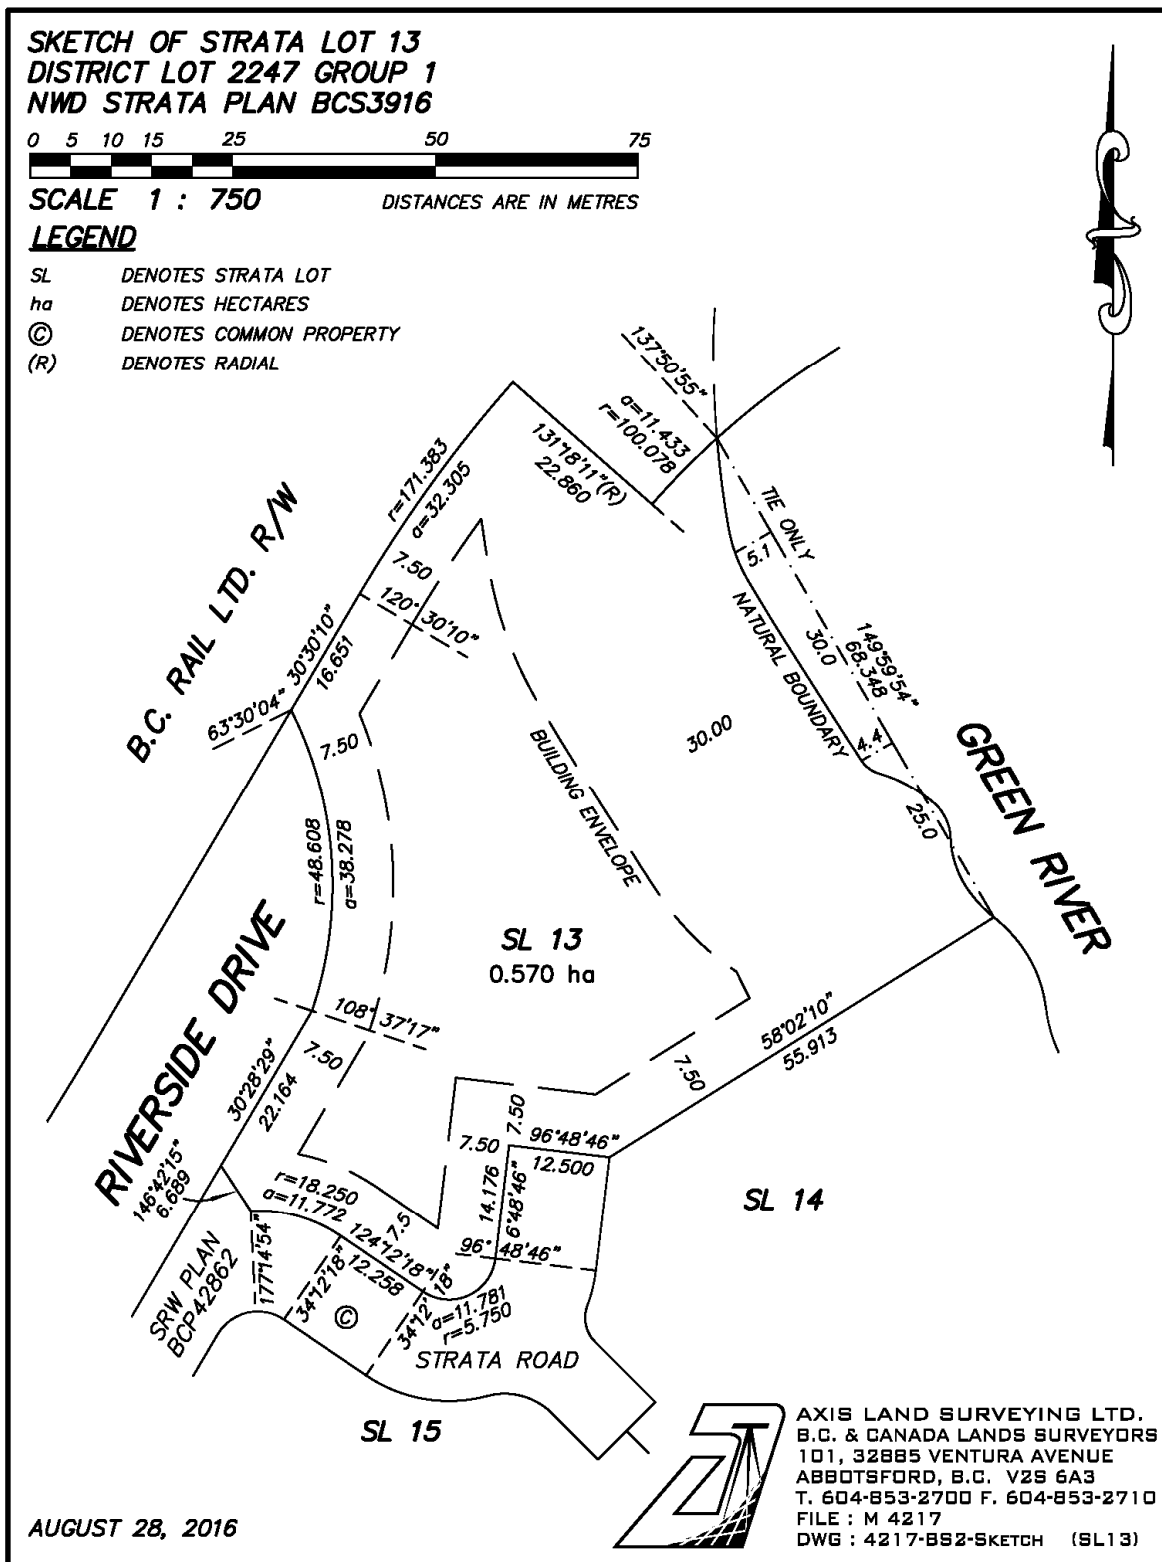 SKETCH OF STRATA LOT 13
DISTRICT LOT 2247 GROUP 1
NWD STRATA PLAN BCS3916
0 5 10 15 25 50 75
SCALE 1 : 750
DISTANCES ARE IN METRES
LEGEND
SL DENOTES STRATA LOT
ha DENOTES HECTARES
Ⓒ DENOTES COMMON PROPERTY
(R) DENOTES RADIAL
137°50'55"
a=11.433
r=100.078
131°18'11"(R)
22.860
r=171.383
a=32.305
7.50
120° 30'10"
B.C. RAIL LTD. R/W
30°30'10"
16.651
63°30'04"
7.50
TIE ONLY
5.1
NATURAL BOUNDARY
30.0
149°59'54"
68.348
4.4
25.0
GREEN RIVER
30.00
BUILDING ENVELOPE
r=48.608
a=38.278
SL 13
0.570 ha
RIVERSIDE DRIVE
108° 37'17"
7.50
30°28'29"
22.164
58°02'10"
55.913
7.50
7.50
7.50
96°48'46"
12.500
14.176
6°48'46"
96° 48'46"
146°42'15"
6.689
r=18.250
a=11.772
7.5
124°12'18"
12.258
177°14'54"
34°12'18"
34°12' 18"
a=11.781
r=5.750
Ⓒ
SRW PLAN
BCP42862
STRATA ROAD
SL 14
SL 15
AXIS LAND SURVEYING LTD.
B.C. & CANADA LANDS SURVEYORS
101, 32885 VENTURA AVENUE
ABBOTSFORD, B.C. V2S 6A3
T. 604-853-2700 F. 604-853-2710
FILE : M 4217
DWG : 4217-BS2-SKETCH (SL13)
AUGUST 28, 2016